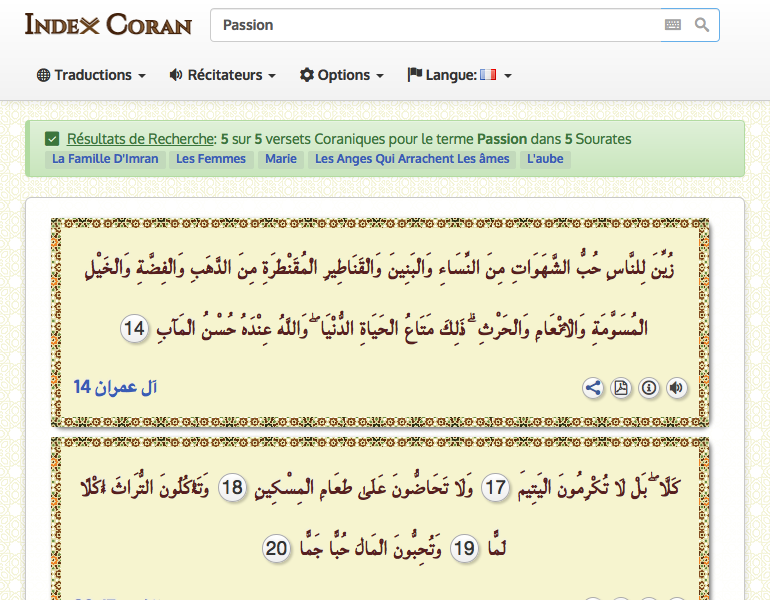 Index Coran
Passion
Traductions Récitateurs Options Langue:
Résultats de Recherche: 5 sur 5 versets Coraniques pour le terme Passion dans 5 Sourates
La Famille D'Imran Les Femmes Marie Les Anges Qui Arrachent Les âmes L'aube
زُيِّنَ لِلنَّاسِ حُبُّ الشَّهَوَاتِ مِنَ النِّسَاءِ وَالْبَنِينَ وَالْقَنَاطِيرِ الْمُقَنْطَرَةِ مِنَ الذَّهَبِ وَالْفِضَّةِ وَالْخَيْلِ
الْمُسَوَّمَةِ وَالْأَنْعَامِ وَالْحَرْثِ ۗ ذَٰلِكَ مَتَاعُ الْحَيَاةِ الدُّنْيَا ۖ وَاللَّهُ عِنْدَهُ حُسْنُ الْمَآبِ 14
آل عمران 14
كَلَّا ۖ بَلْ لَا تُكْرِمُونَ الْيَتِيمَ 17 وَلَا تَحَاضُّونَ عَلَىٰ طَعَامِ الْمِسْكِينِ 18 وَتَأْكُلُونَ التُّرَاثَ أَكْلًا
لَمًّا 19 وَتُحِبُّونَ الْمَالَ حُبًّا جَمًّا 20